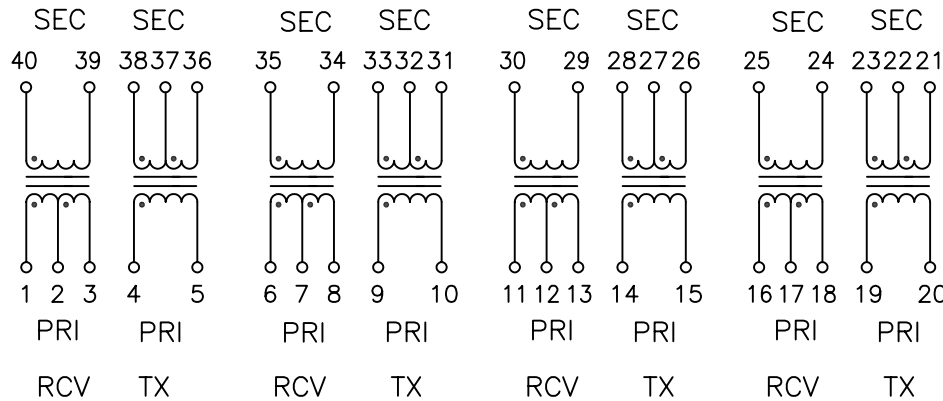 SEC SEC SEC SEC SEC SEC SEC SEC
40 39 38 37 36 35 34 33 32 31 30 29 28 27 26 25 24 23 22 21
1 2 3 4 5 6 7 8 9 10 11 12 13 14 15 16 17 18 19 20
PRI PRI PRI PRI PRI PRI PRI PRI
RCV TX RCV TX RCV TX RCV TX